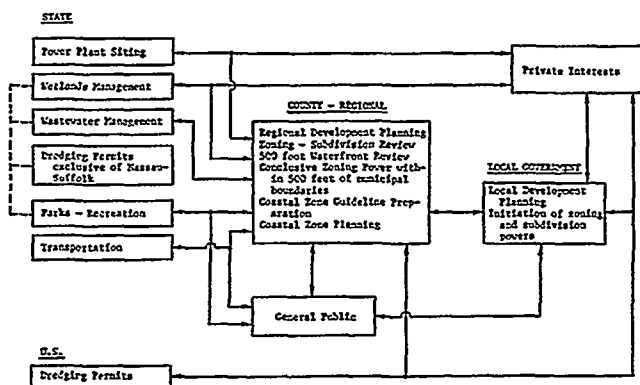 STATE
Power Plant Siting
Wetlands Management
Wastewater Management
Dredging Permits
exclusive of Nassau-
Suffolk
Parks - Recreation
Transportation
U.S.
Dredging Permits
COUNTY - REGIONAL
Regional Development Planning
Zoning - Subdivision Review
500 foot Waterfront Review
Conclusive Zoning Power with-
in 500 feet of municipal
boundaries
Coastal Zone Guideline Prep-
aration
Coastal Zone Planning
General Public
Private Interests
LOCAL GOVERNMENT
Local Development
Planning
Initiation of zoning
and subdivision
powers